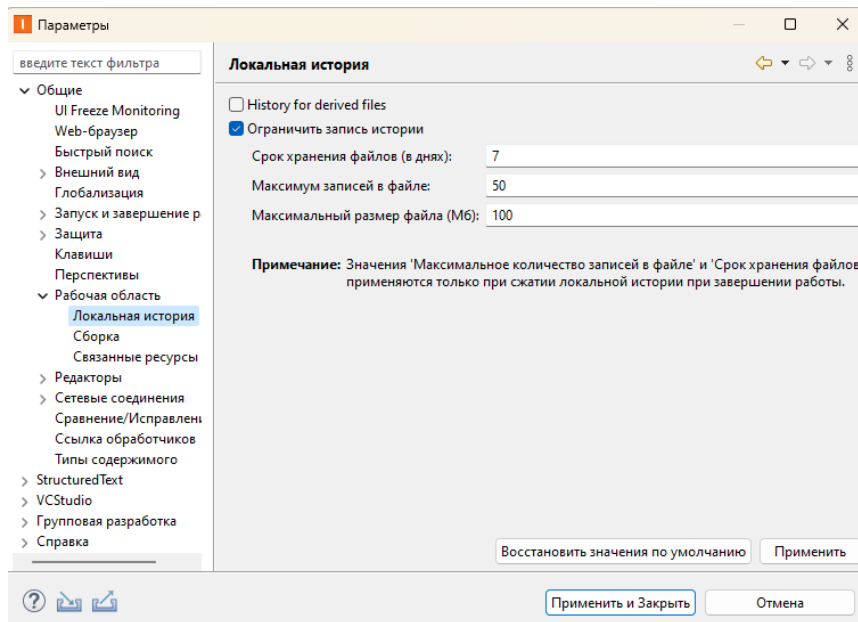 Параметры
введите текст фильтра
Общие
UI Freeze Monitoring
Web-браузер
Быстрый поиск
Внешний вид
Глобализация
Запуск и завершение р
Защита
Клавиши
Перспективы
Рабочая область
Локальная история
Сборка
Связанные ресурсы
Редакторы
Сетевые соединения
Сравнение/Исправлени
Ссылка обработчиков
Типы содержимого
StructuredText
VCStudio
Групповая разработка
Справка
Локальная история
History for derived files
Ограничить запись истории
Срок хранения файлов (в днях): 7
Максимум записей в файле: 50
Максимальный размер файла (Мб): 100
Примечание: Значения 'Максимальное количество записей в файле' и 'Срок хранения файлов
применяются только при сжатии локальной истории при завершении работы.
Восстановить значения по умолчанию Применить
Применить и Закрыть Отмена